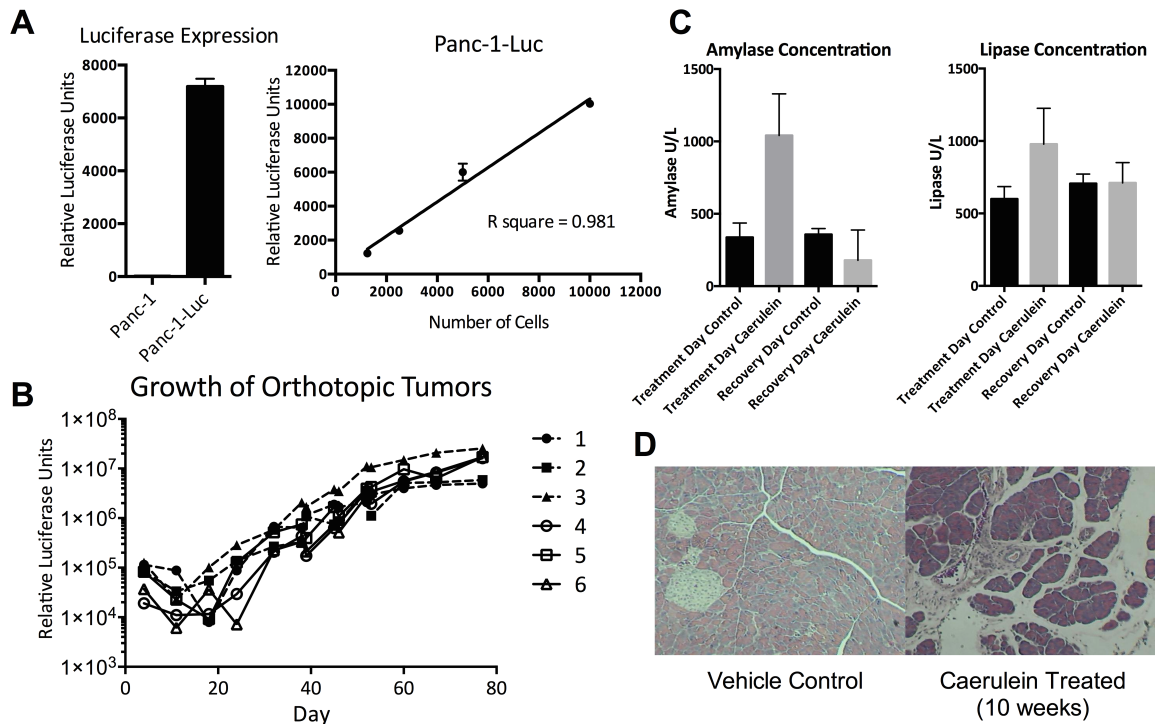 A
Luciferase Expression
Relative Luciferase Units
8000
6000
4000
2000
0
Panc-1
Panc-1-Luc
Panc-1-Luc
Relative Luciferase Units
12000
10000
8000
6000
4000
2000
0
R square = 0.981
0 2000 4000 6000 8000 10000 12000
Number of Cells
B
Growth of Orthotopic Tumors
Relative Luciferase Units
1×10⁸
1×10⁷
1×10⁶
1×10⁵
1×10⁴
1×10³
0 20 40 60 80
Day
1
2
3
4
5
6
C
Amylase Concentration
Amylase U/L
1500
1000
500
0
Treatment Day Control
Treatment Day Caerulein
Recovery Day Control
Recovery Day Caerulein
Lipase Concentration
Lipase U/L
1500
1000
500
0
Treatment Day Control
Treatment Day Caerulein
Recovery Day Control
Recovery Day Caerulein
D
Vehicle Control
Caerulein Treated
(10 weeks)